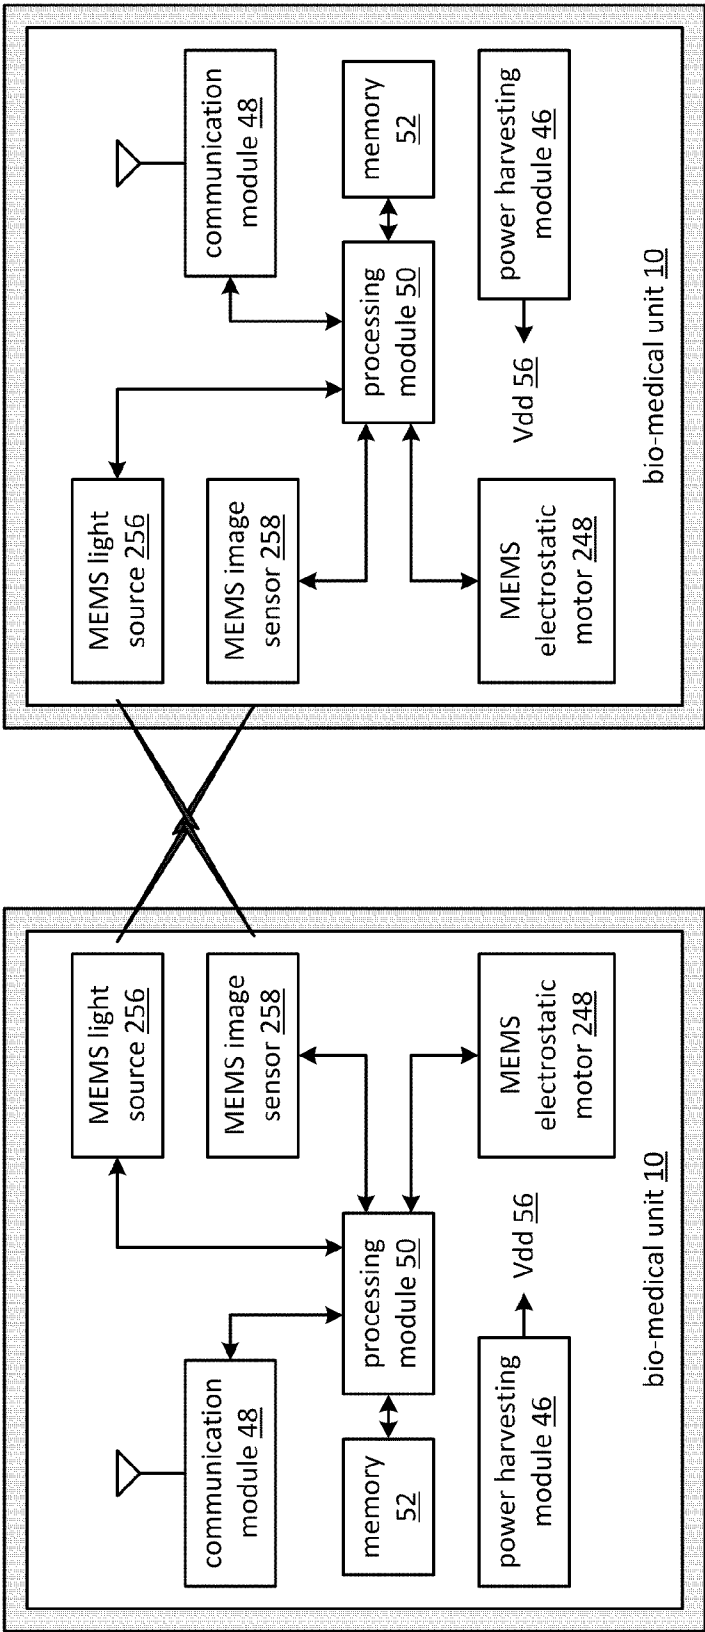 communication
module 48
memory
52
processing
module 50
power harvesting
module 46
Vdd 56
MEMS light
source 256
MEMS image
sensor 258
MEMS
electrostatic
motor 248
bio-medical unit 10
MEMS light
source 256
MEMS image
sensor 258
MEMS
electrostatic
motor 248
communication
module 48
processing
module 50
memory
52
Vdd 56
power harvesting
module 46
bio-medical unit 10